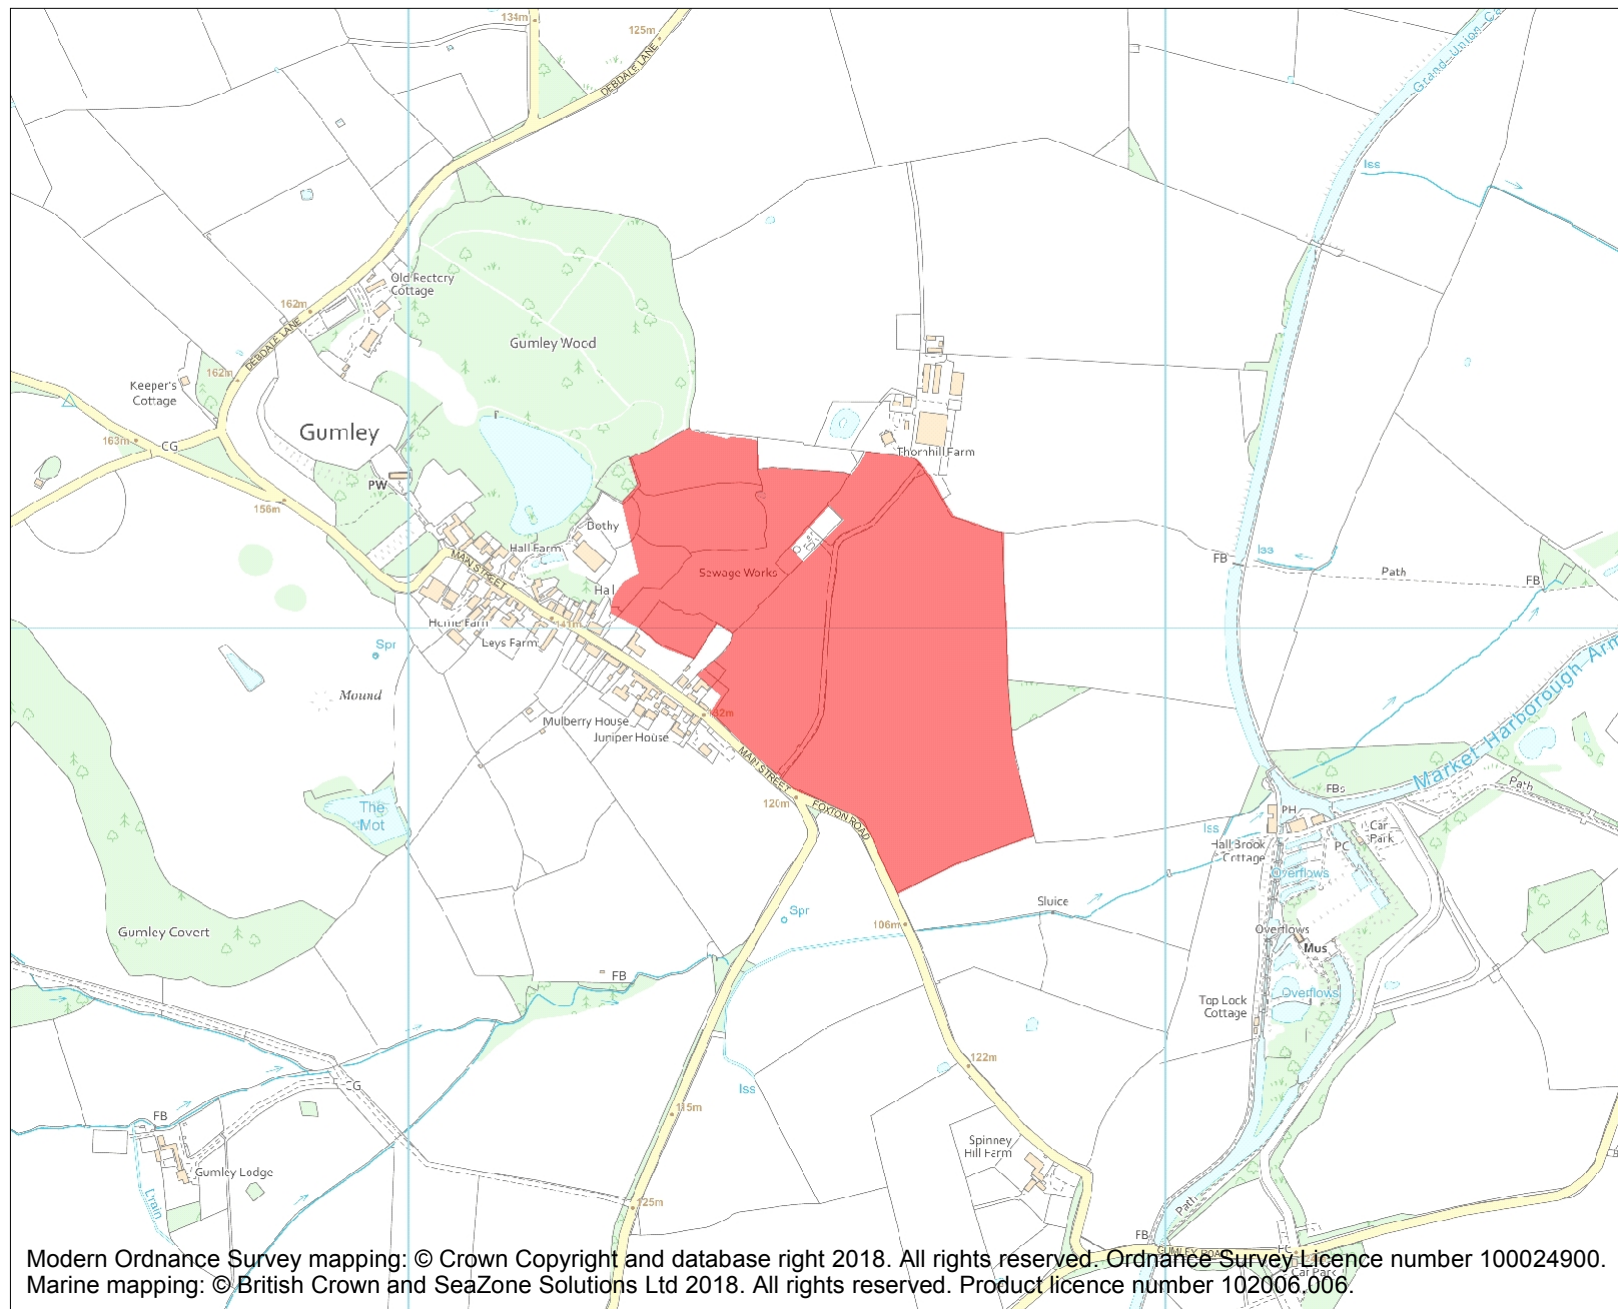 134m
125m
DEBDALE LANE
Grand Union Ca
Iss
Old Rectory
Cottage
162m
DEBDALE LANE
Gumley Wood
162m
Keeper's
Cottage
163m
CG
Gumley
Thornhill Farm
PW
156m
Bothy
Hall Farm
MAIN STREET
Sewage Works
Hall
FB
Iss
Path
FB
Home Farm
141m
Leys Farm
Spr
Mound
132m
Mulberry House
Juniper House
MAIN STREET
Market Harborough Arm
The
Mot
120m
FOXTON ROAD
FBs
Path
PH
Iss
Car
Park
Hall Brook
Cottage
PC
Overflows
Sluice
Spr
106m
Gumley Covert
Overflows
Mus
FB
Overflows
Top Lock
Cottage
122m
CG
Iss
FB
115m
Spinney
Hill Farm
Gumley Lodge
Drain
125m
Path
FB
GUMLEY ROAD
Car Park
Modern Ordnance Survey mapping: © Crown Copyright and database right 2018. All rights reserved. Ordnance Survey Licence number 100024900.
Marine mapping: © British Crown and SeaZone Solutions Ltd 2018. All rights reserved. Product licence number 102006.006.